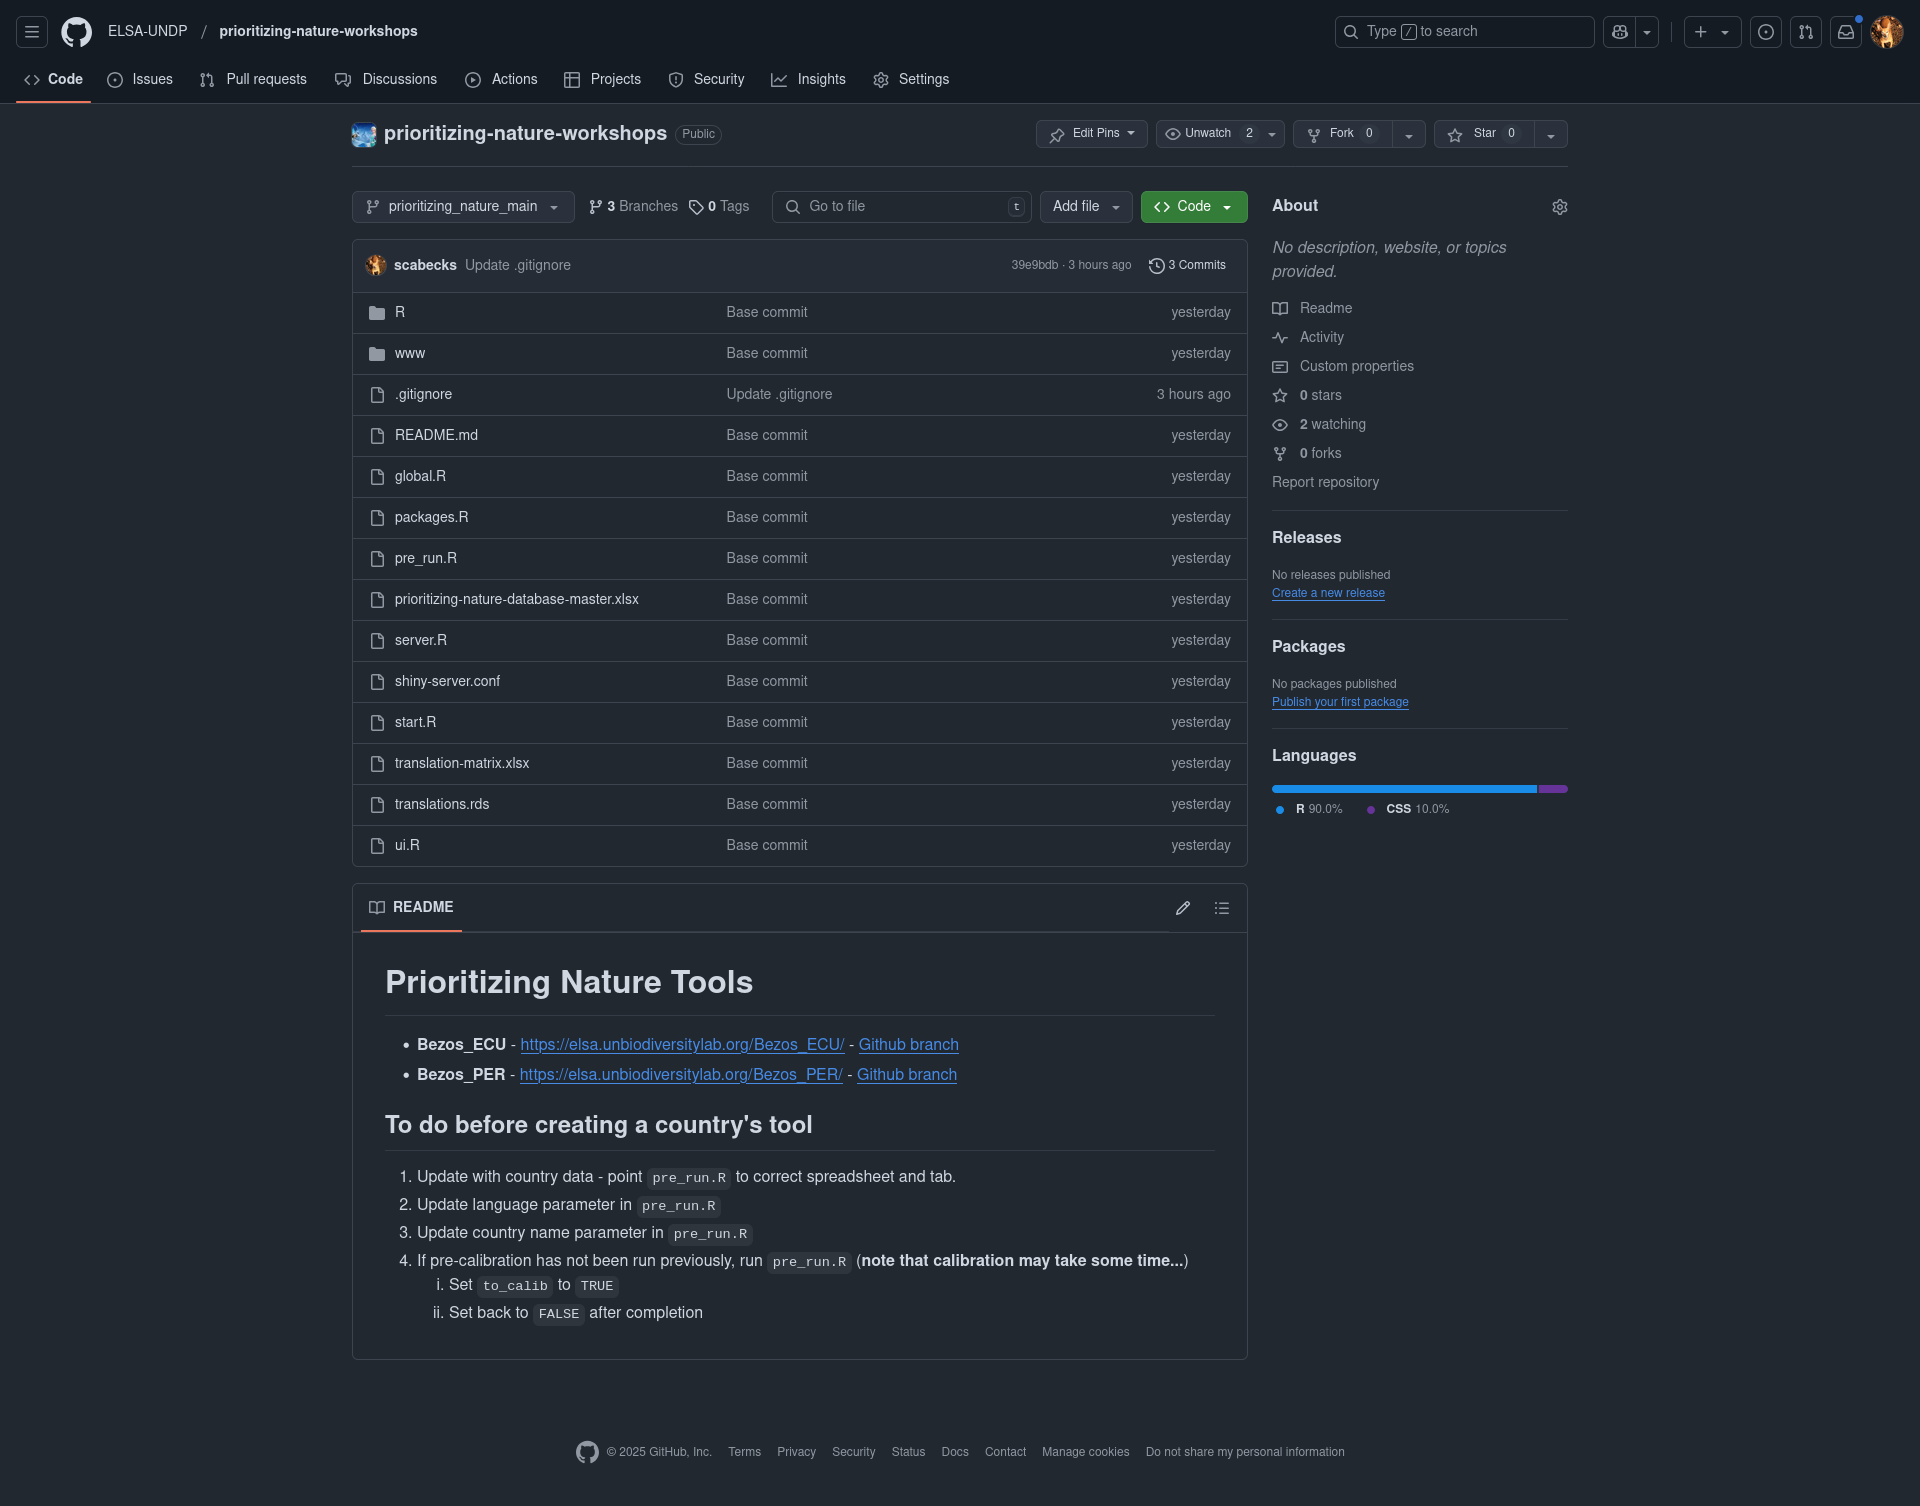 ELSA-UNDP / prioritizing-nature-workshops
Type / to search
Code Issues Pull requests Discussions Actions Projects Security Insights Settings
prioritizing-nature-workshops Public
Edit Pins Unwatch 2 Fork 0 Star 0
prioritizing_nature_main 3 Branches 0 Tags Go to file t Add file Code
scabecks Update .gitignore 39e9bdb · 3 hours ago 3 Commits
R Base commit yesterday
www Base commit yesterday
.gitignore Update .gitignore 3 hours ago
README.md Base commit yesterday
global.R Base commit yesterday
packages.R Base commit yesterday
pre_run.R Base commit yesterday
prioritizing-nature-database-master.xlsx Base commit yesterday
server.R Base commit yesterday
shiny-server.conf Base commit yesterday
start.R Base commit yesterday
translation-matrix.xlsx Base commit yesterday
translations.rds Base commit yesterday
ui.R Base commit yesterday
README
Prioritizing Nature Tools
• Bezos_ECU - https://elsa.unbiodiversitylab.org/Bezos_ECU/ - Github branch
• Bezos_PER - https://elsa.unbiodiversitylab.org/Bezos_PER/ - Github branch
To do before creating a country's tool
1. Update with country data - point pre_run.R to correct spreadsheet and tab.
2. Update language parameter in pre_run.R
3. Update country name parameter in pre_run.R
4. If pre-calibration has not been run previously, run pre_run.R (note that calibration may take some time...)
i. Set to_calib to TRUE
ii. Set back to FALSE after completion
About
No description, website, or topics
provided.
Readme
Activity
Custom properties
0 stars
2 watching
0 forks
Report repository
Releases
No releases published
Create a new release
Packages
No packages published
Publish your first package
Languages
R 90.0% CSS 10.0%
© 2025 GitHub, Inc. Terms Privacy Security Status Docs Contact Manage cookies Do not share my personal information